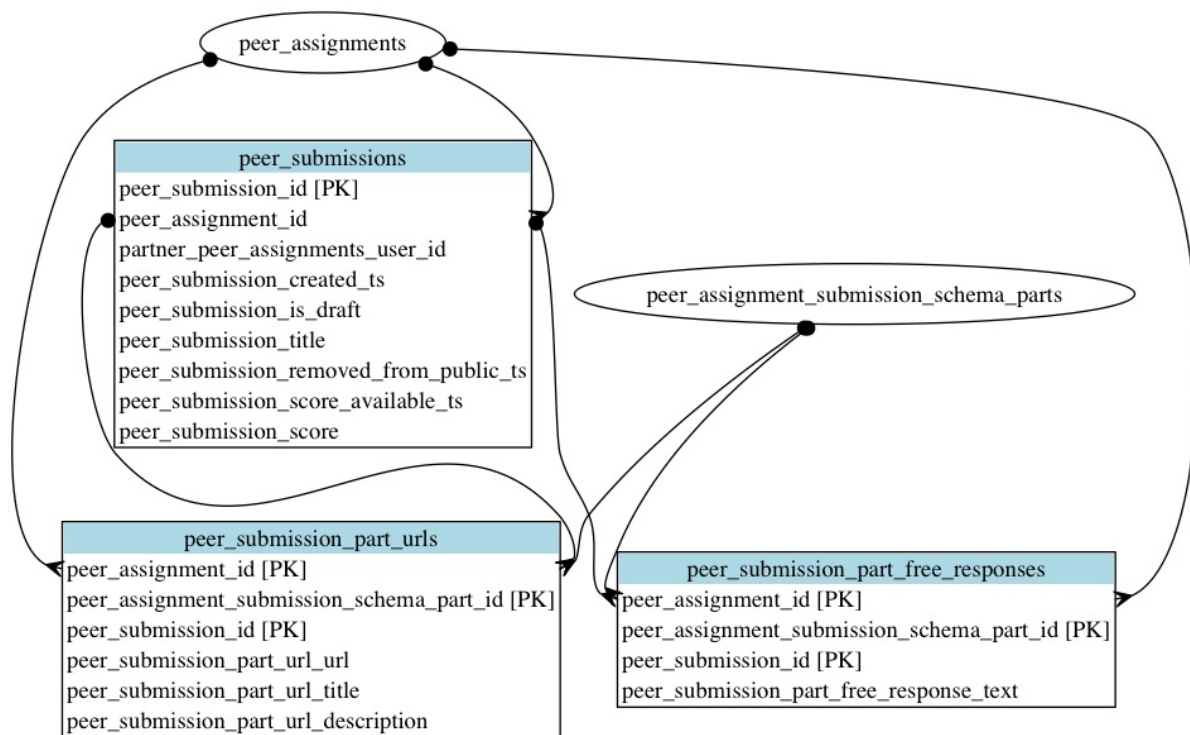 peer_assignments
peer_submissions
peer_submission_id [PK]
peer_assignment_id
partner_peer_assignments_user_id
peer_submission_created_ts
peer_submission_is_draft
peer_submission_title
peer_submission_removed_from_public_ts
peer_submission_score_available_ts
peer_submission_score
peer_assignment_submission_schema_parts
peer_submission_part_urls
peer_assignment_id [PK]
peer_assignment_submission_schema_part_id [PK]
peer_submission_id [PK]
peer_submission_part_url_url
peer_submission_part_url_title
peer_submission_part_url_description
peer_submission_part_free_responses
peer_assignment_id [PK]
peer_assignment_submission_schema_part_id [PK]
peer_submission_id [PK]
peer_submission_part_free_response_text